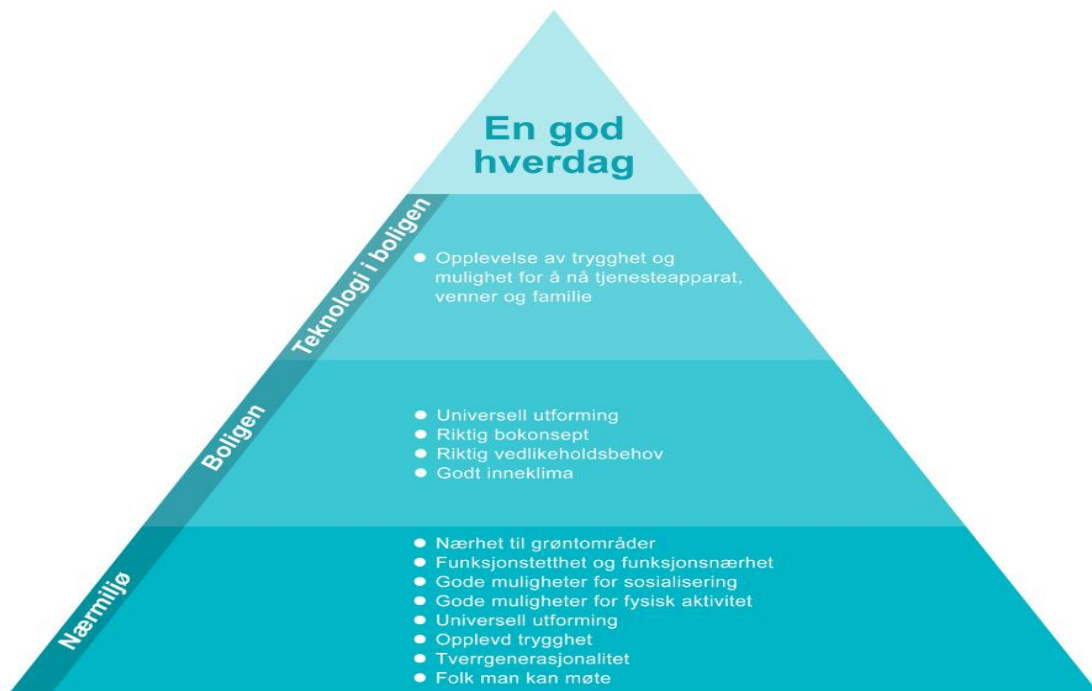 En god
hverdag
Teknologi i boligen
● Opplevelse av trygghet og
mulighet for å nå tjenesteapparat,
venner og familie
Boligen
● Universell utforming
● Riktig bokonsept
● Riktig vedlikeholdsbehov
● Godt inneklima
Nærmiljø
● Nærhet til grøntområder
● Funksjonstetthet og funksjonsnærhet
● Gode muligheter for sosialisering
● Gode muligheter for fysisk aktivitet
● Universell utforming
● Opplevd trygghet
● Tverrgenerasjonalitet
● Folk man kan møte